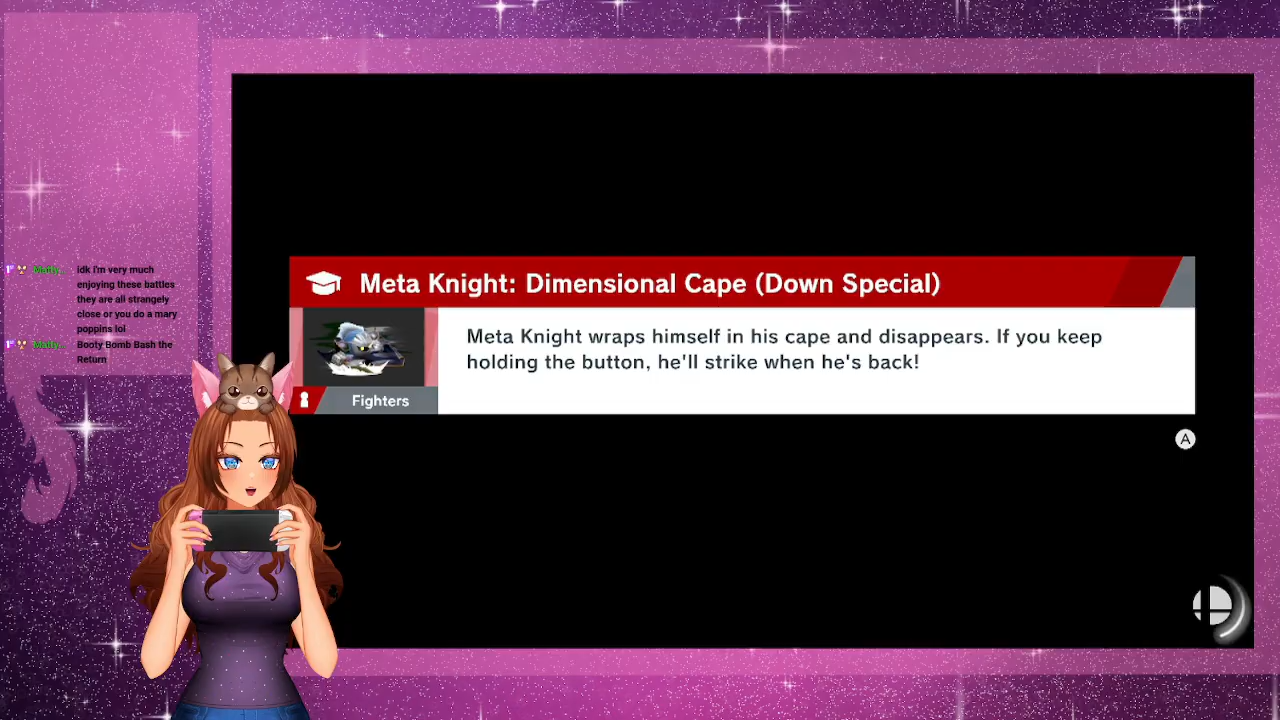 idk i'm very much
enjoying these battles
they are all strangely
close or you do a mary
poppins lol
Booty Bomb Bash the
Return
Meta Knight: Dimensional Cape (Down Special)
Meta Knight wraps himself in his cape and disappears. If you keep
holding the button, he'll strike when he's back!
Fighters
A